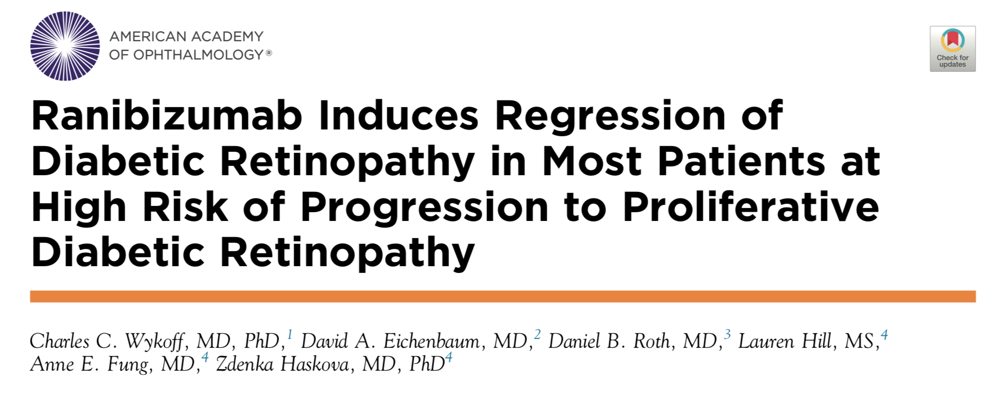 AMERICAN ACADEMY
OF OPHTHALMOLOGY®
Check for
updates
Ranibizumab Induces Regression of
Diabetic Retinopathy in Most Patients at
High Risk of Progression to Proliferative
Diabetic Retinopathy
Charles C. Wykoff, MD, PhD,¹ David A. Eichenbaum, MD,² Daniel B. Roth, MD,³ Lauren Hill, MS,⁴
Anne E. Fung, MD,⁴ Zdenka Haskova, MD, PhD⁴